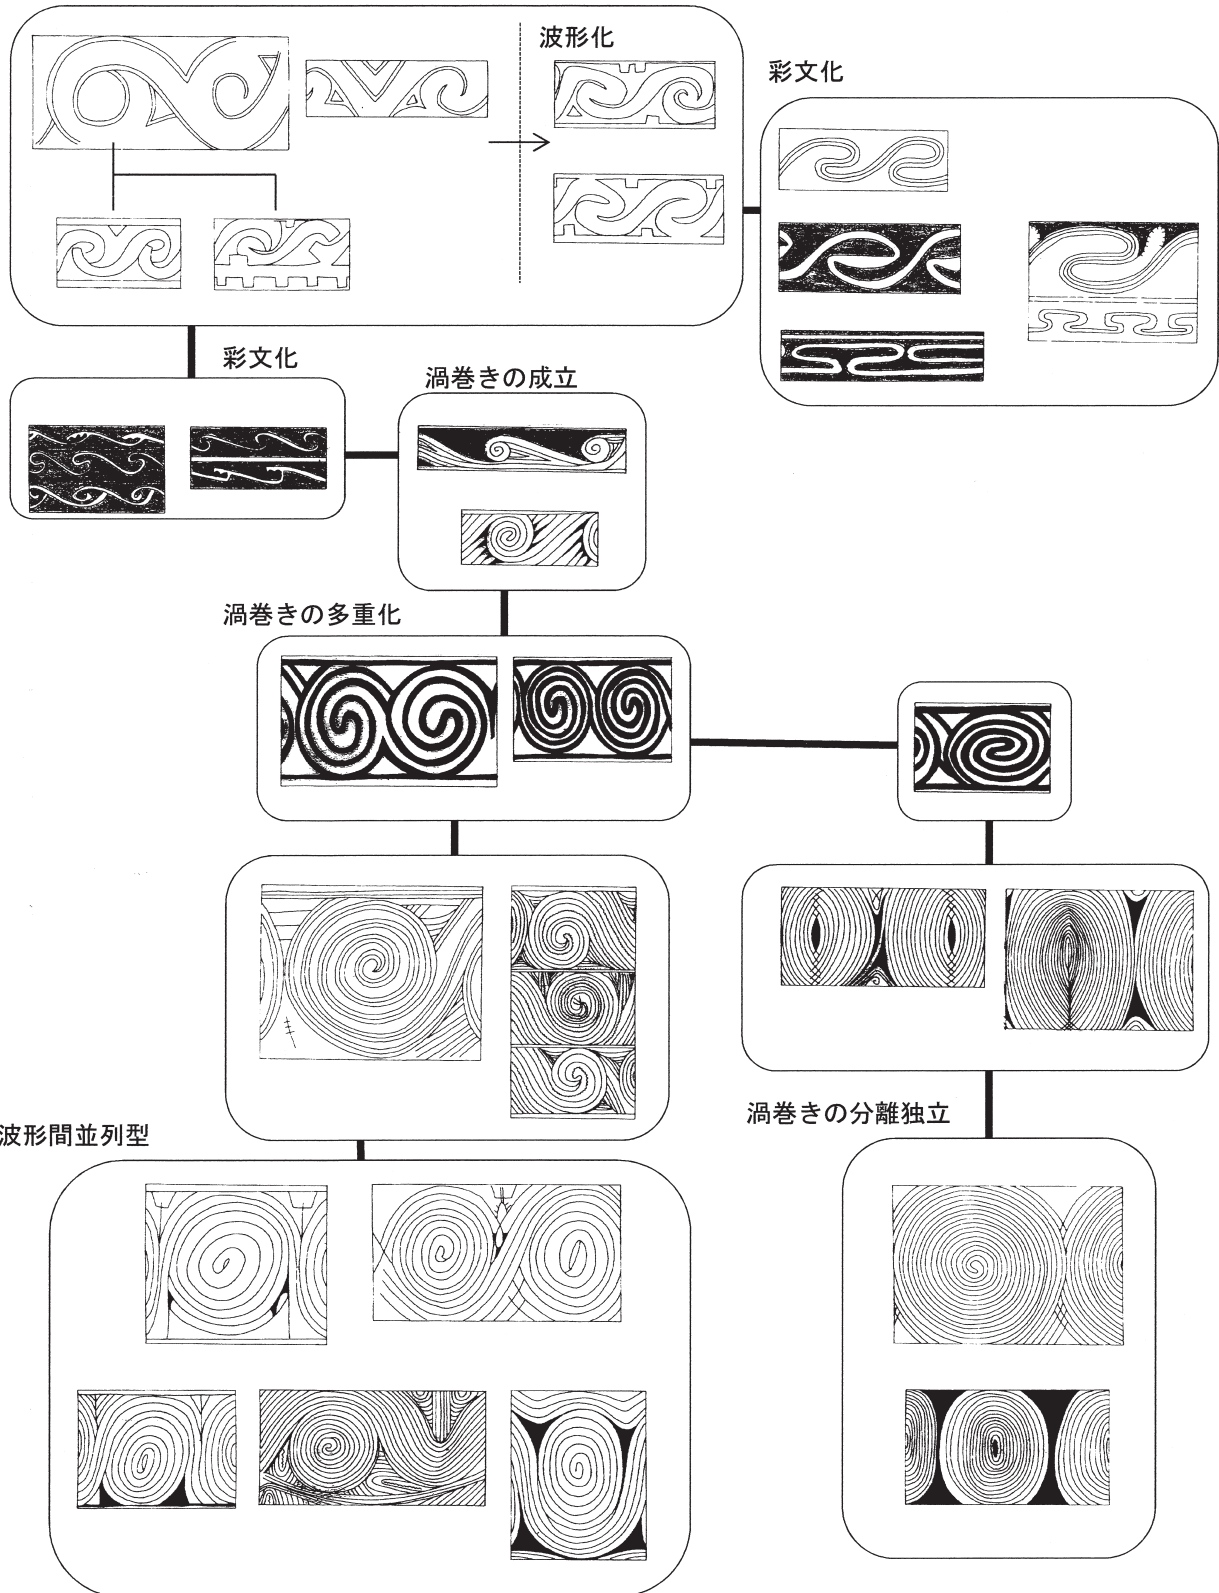 波形化
彩文化
彩文化
渦巻きの成立
渦巻きの多重化
渦巻きの分離独立
波形間並列型